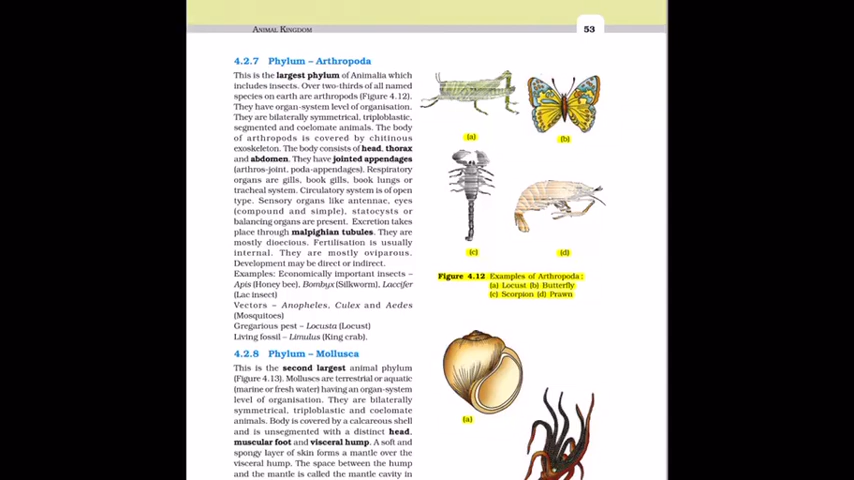 ANIMAL KINGDOM
53
4.2.7 Phylum – Arthropoda
This is the largest phylum of Animalia which
includes insects. Over two-thirds of all named
species on earth are arthropods (Figure 4.12).
They have organ-system level of organisation.
They are bilaterally symmetrical, triploblastic,
segmented and coelomate animals. The body
of arthropods is covered by chitinous
exoskeleton. The body consists of head, thorax
and abdomen. They have jointed appendages
(arthros-joint, poda-appendages). Respiratory
organs are gills, book gills, book lungs or
tracheal system. Circulatory system is of open
type. Sensory organs like antennae, eyes
(compound and simple), statocysts or
balancing organs are present. Excretion takes
place through malpighian tubules. They are
mostly dioecious. Fertilisation is usually
internal. They are mostly oviparous.
Development may be direct or indirect.
Examples: Economically important insects –
Apis (Honey bee), Bombyx (Silkworm), Laccifer
(Lac insect)
Vectors – Anopheles, Culex and Aedes
(Mosquitoes)
Gregarious pest – Locusta (Locust)
Living fossil – Limulus (King crab).
4.2.8 Phylum – Mollusca
This is the second largest animal phylum
(Figure 4.13). Molluscs are terrestrial or aquatic
(marine or fresh water) having an organ-system
level of organisation. They are bilaterally
symmetrical, triploblastic and coelomate
animals. Body is covered by a calcareous shell
and is unsegmented with a distinct head,
muscular foot and visceral hump. A soft and
spongy layer of skin forms a mantle over the
visceral hump. The space between the hump
and the mantle is called the mantle cavity in
(a)
(b)
(c)
(d)
Figure 4.12 Examples of Arthropoda :
(a) Locust (b) Butterfly
(c) Scorpion (d) Prawn
(a)